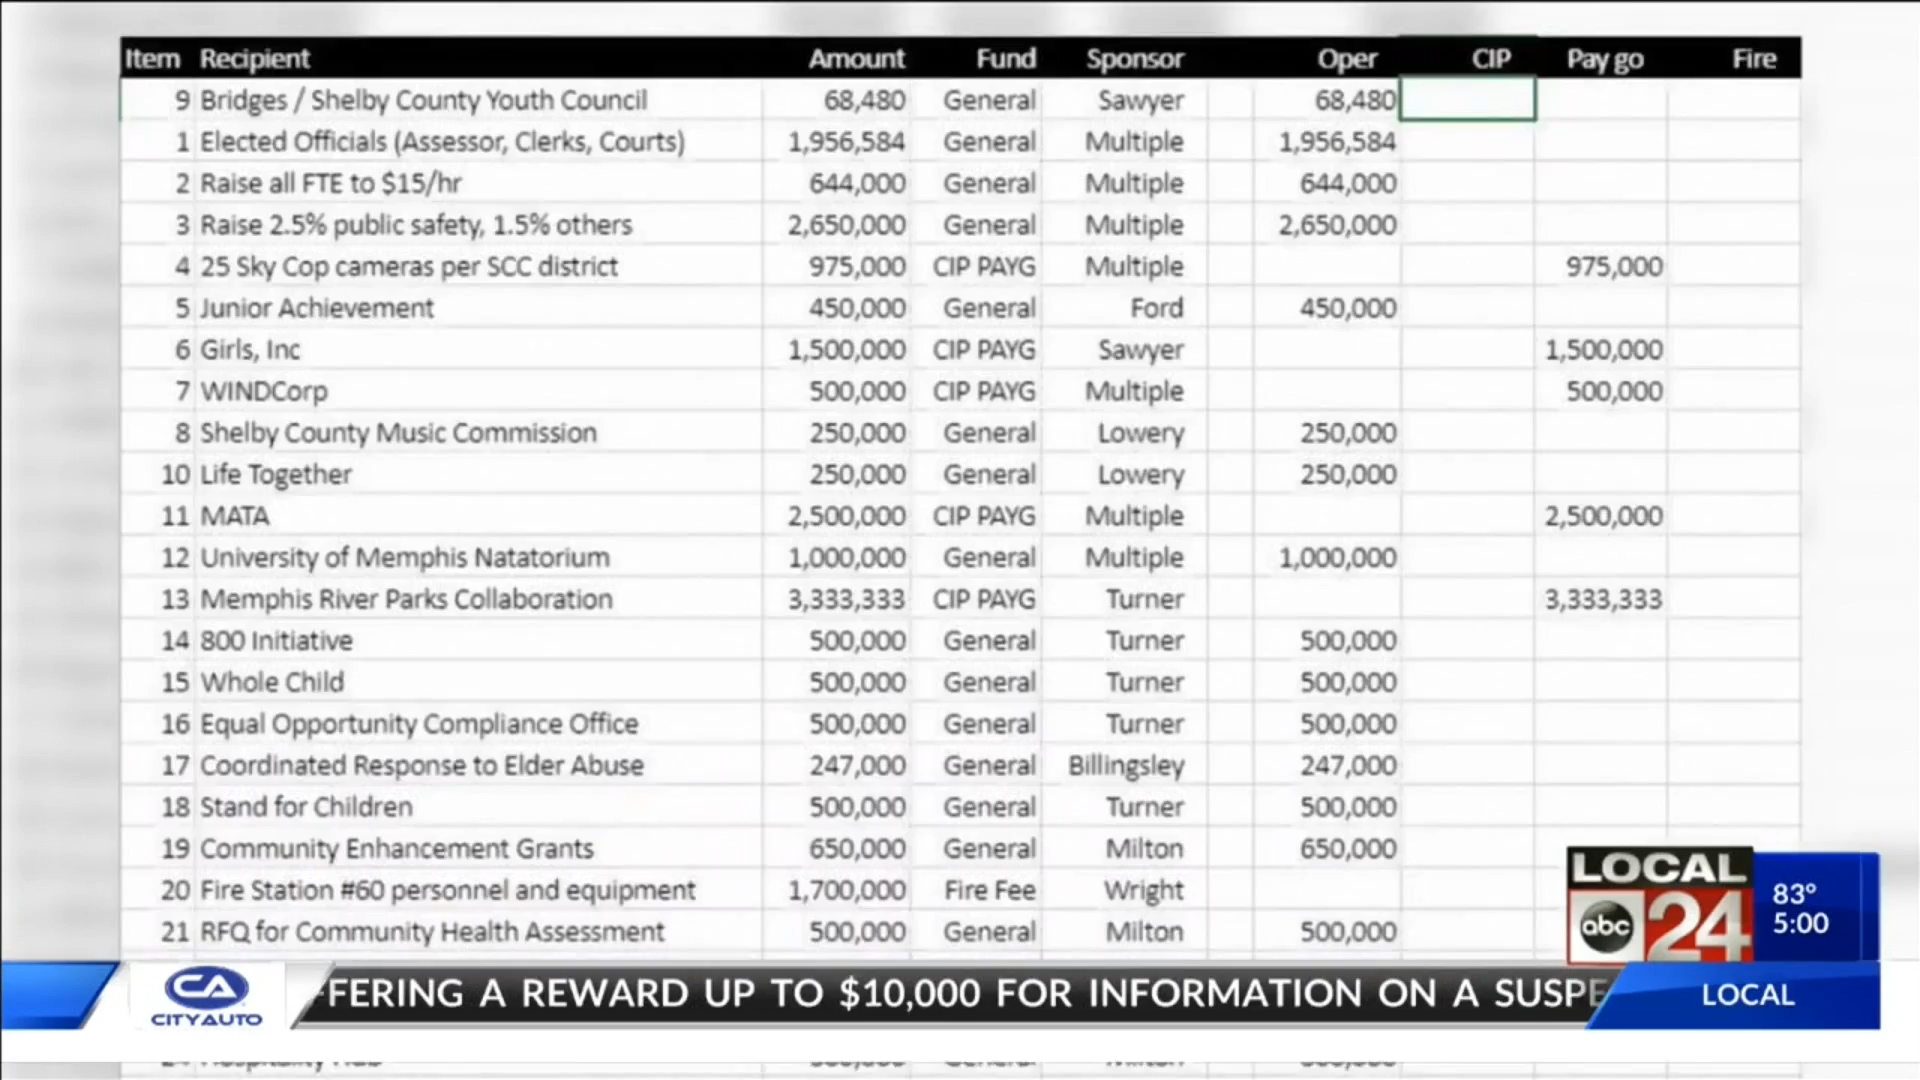 Item Recipient Amount Fund Sponsor Oper CIP Pay go Fire
9 Bridges / Shelby County Youth Council 68,480 General Sawyer 68,480
1 Elected Officials (Assessor, Clerks, Courts) 1,956,584 General Multiple 1,956,584
2 Raise all FTE to $15/hr 644,000 General Multiple 644,000
3 Raise 2.5% public safety, 1.5% others 2,650,000 General Multiple 2,650,000
4 25 Sky Cop cameras per SCC district 975,000 CIP PAYG Multiple 975,000
5 Junior Achievement 450,000 General Ford 450,000
6 Girls, Inc 1,500,000 CIP PAYG Sawyer 1,500,000
7 WINDCorp 500,000 CIP PAYG Multiple 500,000
8 Shelby County Music Commission 250,000 General Lowery 250,000
10 Life Together 250,000 General Lowery 250,000
11 MATA 2,500,000 CIP PAYG Multiple 2,500,000
12 University of Memphis Natatorium 1,000,000 General Multiple 1,000,000
13 Memphis River Parks Collaboration 3,333,333 CIP PAYG Turner 3,333,333
14 800 Initiative 500,000 General Turner 500,000
15 Whole Child 500,000 General Turner 500,000
16 Equal Opportunity Compliance Office 500,000 General Turner 500,000
17 Coordinated Response to Elder Abuse 247,000 General Billingsley 247,000
18 Stand for Children 500,000 General Turner 500,000
19 Community Enhancement Grants 650,000 General Milton 650,000
20 Fire Station #60 personnel and equipment 1,700,000 Fire Fee Wright
21 RFQ for Community Health Assessment 500,000 General Milton 500,000
LOCAL
abc 24
83°
5:00
CA
CITY AUTO
FFERING A REWARD UP TO $10,000 FOR INFORMATION ON A SUSPE
LOCAL